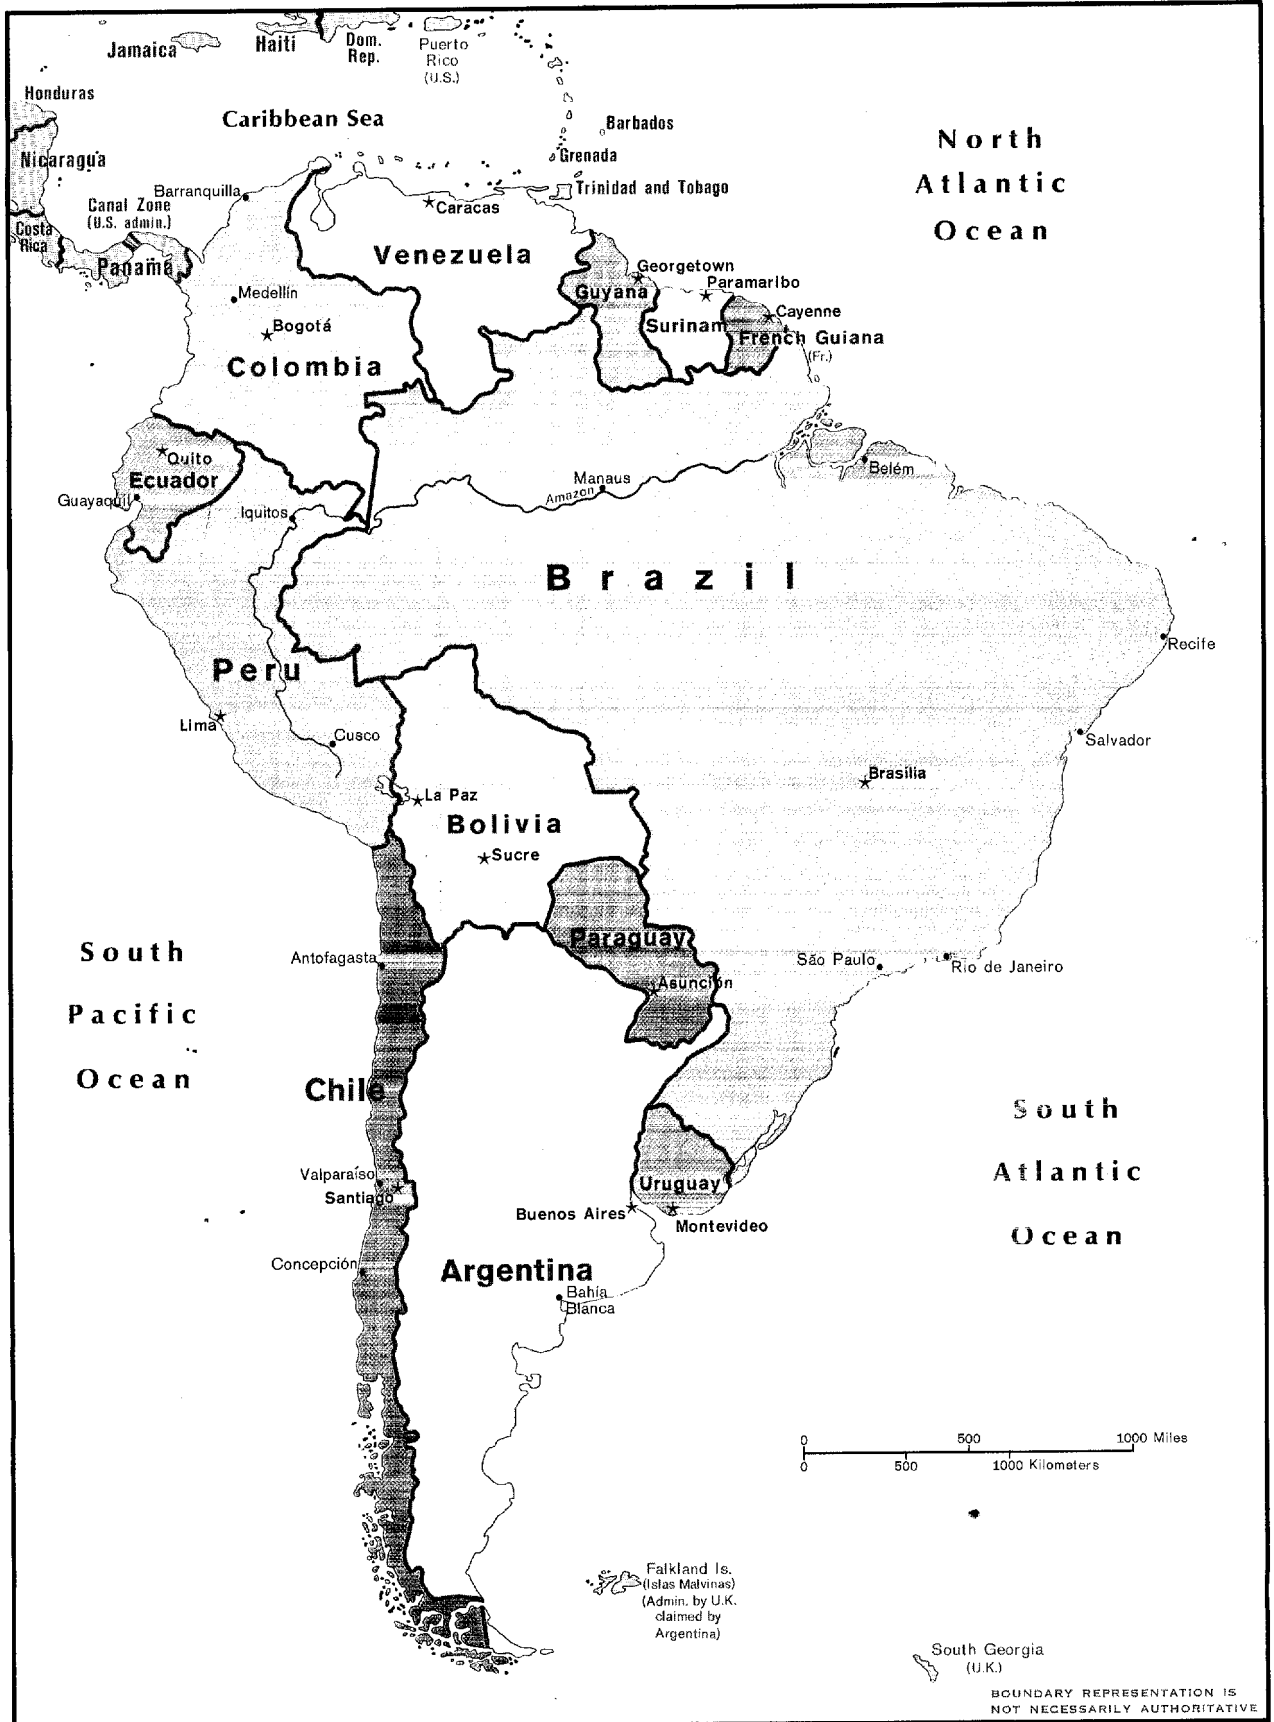 Jamaica
Haiti
Dom.
Rep.
Puerto
Rico
(U.S.)
Honduras
Caribbean Sea
Barbados
North
Atlantic
Ocean
Nicaragua
Grenada
Trinidad and Tobago
Barranquilla
Canal Zone
(U.S. admin.)
Caracas
Costa
Rica
Panamá
Venezuela
Georgetown
Paramaribo
Guyana
Medellín
Cayenne
Bogotá
Surinam
French Guiana
(Fr.)
Colombia
Quito
Ecuador
Belém
Manaus
Amazon
Guayaquil
Iquitos
Brazil
Recife
Peru
Lima
Cusco
Salvador
Brasília
La Paz
Bolivia
Sucre
South
Pacific
Ocean
Paraguay
Antofagasta
São Paulo
Rio de Janeiro
Asunción
Chile
South
Atlantic
Ocean
Valparaíso
Santiago
Uruguay
Buenos Aires
Montevideo
Concepción
Argentina
Bahía
Blanca
0 500 1000 Miles
0 500 1000 Kilometers
Falkland Is.
(Islas Malvinas)
(Admin. by U.K.
claimed by
Argentina)
South Georgia
(U.K.)
BOUNDARY REPRESENTATION IS
NOT NECESSARILY AUTHORITATIVE